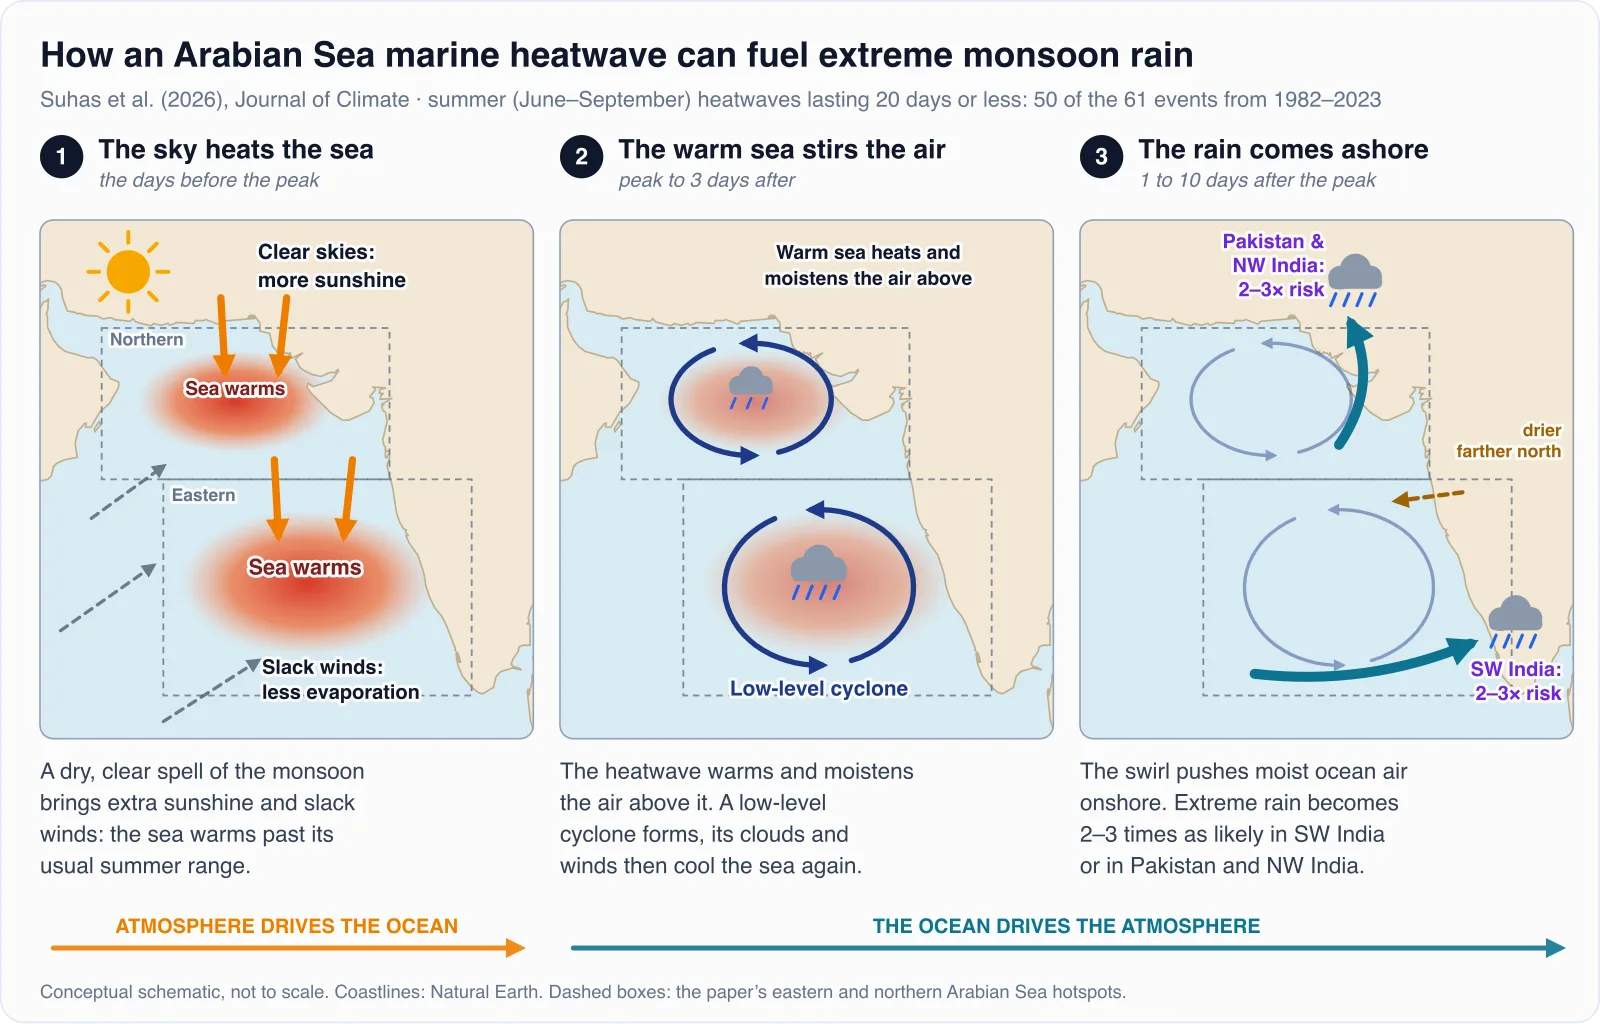 How an Arabian Sea marine heatwave can fuel extreme monsoon rain
Suhas et al. (2026), Journal of Climate · summer (June–September) heatwaves lasting 20 days or less: 50 of the 61 events from 1982–2023
1
The sky heats the sea
the days before the peak
Clear skies:
more sunshine
Northern
Sea warms
Eastern
Sea warms
Slack winds:
less evaporation
A dry, clear spell of the monsoon
brings extra sunshine and slack
winds: the sea warms past its
usual summer range.
2
The warm sea stirs the air
peak to 3 days after
Warm sea heats and
moistens the air above
Low-level cyclone
The heatwave warms and moistens
the air above it. A low-level
cyclone forms, its clouds and
winds then cool the sea again.
3
The rain comes ashore
1 to 10 days after the peak
Pakistan &
NW India:
2–3× risk
drier
farther north
SW India:
2–3× risk
The swirl pushes moist ocean air
onshore. Extreme rain becomes
2–3 times as likely in SW India
or in Pakistan and NW India.
ATMOSPHERE DRIVES THE OCEAN
THE OCEAN DRIVES THE ATMOSPHERE
Conceptual schematic, not to scale. Coastlines: Natural Earth. Dashed boxes: the paper’s eastern and northern Arabian Sea hotspots.